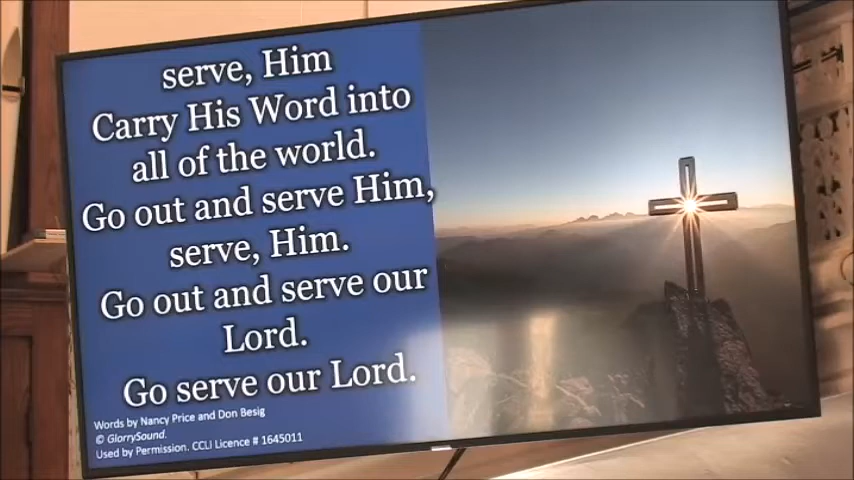 serve, Him
Carry His Word into
all of the world.
Go out and serve Him,
serve, Him.
Go out and serve our
Lord.
Go serve our Lord.
Words by Nancy Price and Don Besig
© GlorrySound.
Used by Permission. CCLI Licence # 1645011